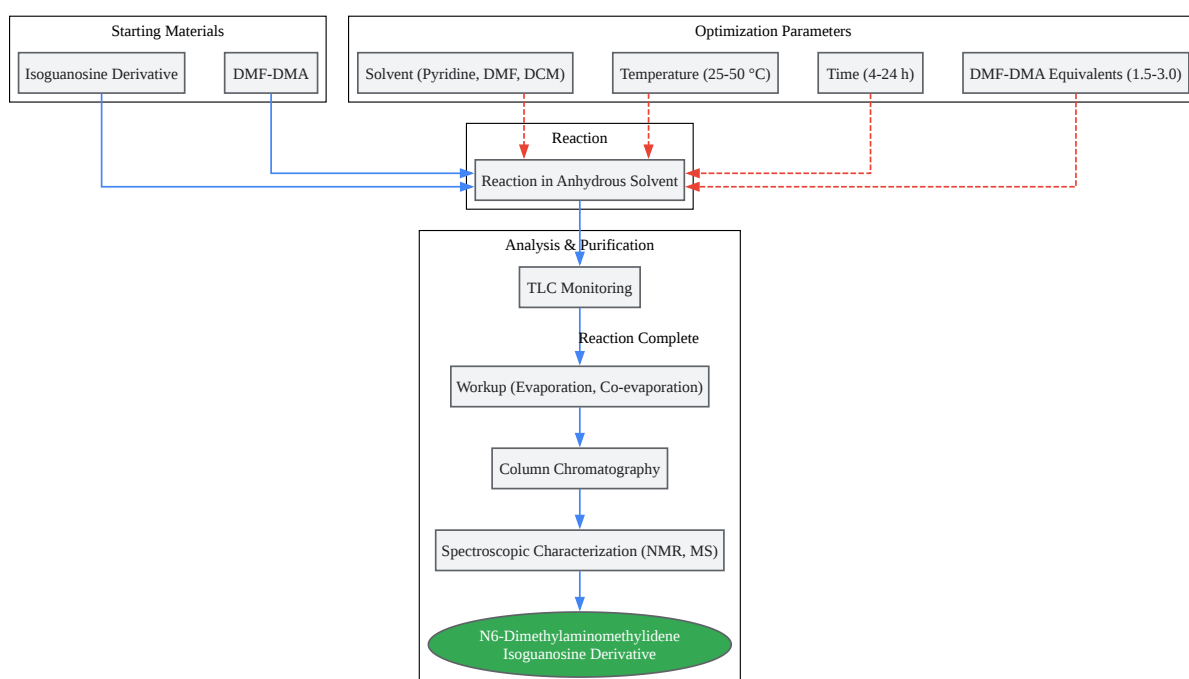 Starting Materials
Optimization Parameters
Isoguanosine Derivative
DMF-DMA
Solvent (Pyridine, DMF, DCM)
Temperature (25-50 °C)
Time (4-24 h)
DMF-DMA Equivalents (1.5-3.0)
Reaction
Reaction in Anhydrous Solvent
Analysis & Purification
TLC Monitoring
Reaction Complete
Workup (Evaporation, Co-evaporation)
Column Chromatography
Spectroscopic Characterization (NMR, MS)
N6-Dimethylaminomethylidene
Isoguanosine Derivative